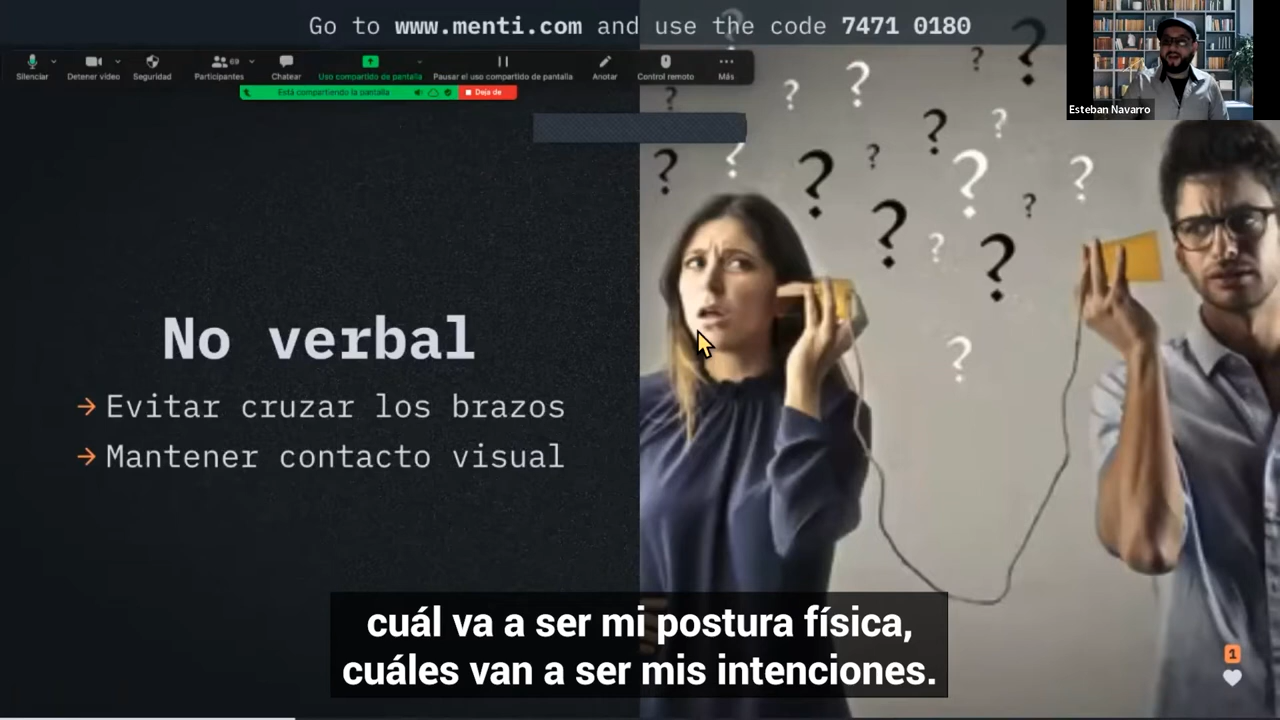 Go to www.menti.com and use the code 7471 0180
Silenciar
Detener video
Seguridad
Participantes
69
Chatear
Uso compartido de pantalla
Pausar el uso compartido de pantalla
Anotar
Control remoto
Más
Está compartiendo la pantalla
Deja de
Esteban Navarro
? ? ? ? ? ? ? ? ? ? ? ? ? ? ? ? ? ?
No verbal
→ Evitar cruzar los brazos
→ Mantener contacto visual
cuál va a ser mi postura física,
cuáles van a ser mis intenciones.
1